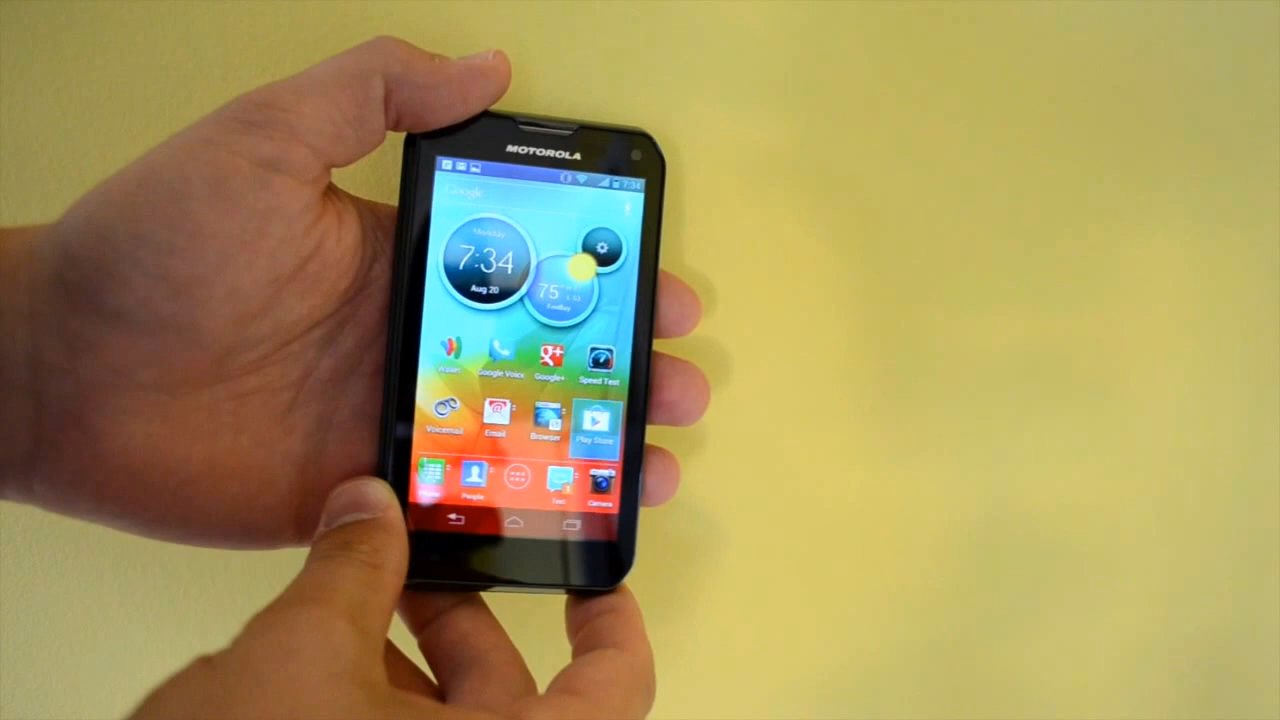 MOTOROLA
7:34
Google
Monday
7:34
Aug 20
75°
Wallet
Google Voice
Google+
Speed Test
Voicemail
Email
Browser
Play Store
Phone
People
Text
Camera